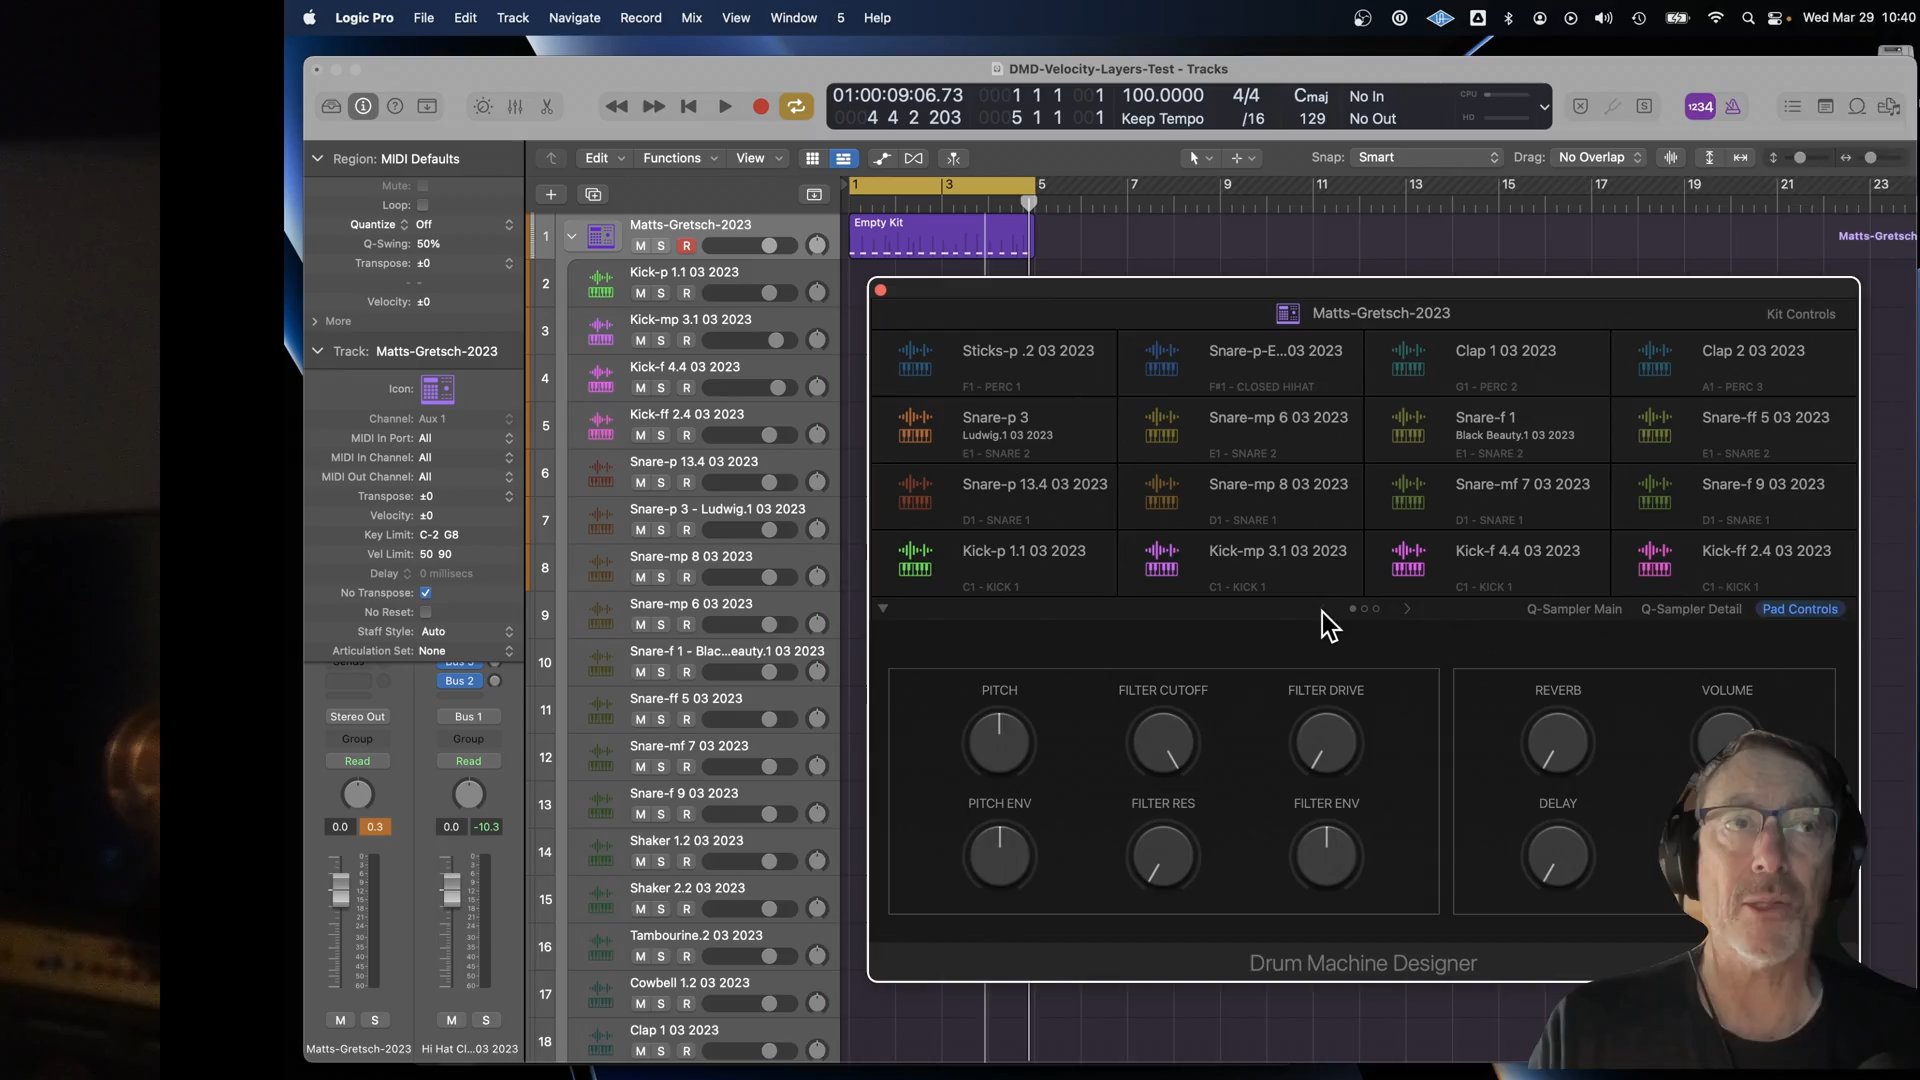 Logic Pro File Edit Track Navigate Record Mix View Window 5 Help Wed Mar 29 10:40
DMD-Velocity-Layers-Test - Tracks
01:00:09:06.73 0001 1 1 001 100.0000 4/4 Cmaj No In CPU
0004 4 2 203 0005 1 1 001 Keep Tempo /16 129 No Out HD
1234
Region: MIDI Defaults
Mute:
Loop:
Quantize Off
Q-Swing: 50%
Transpose: ±0
- -
Velocity: ±0
More
Track: Matts-Gretsch-2023
Icon:
Channel: Aux 1
MIDI In Port: All
MIDI In Channel: All
MIDI Out Channel: All
Transpose: ±0
Velocity: ±0
Key Limit: C-2 G8
Vel Limit: 50 90
Delay 0 millisecs
No Transpose:
No Reset:
Staff Style: Auto
Articulation Set: None
Bus 2
Stereo Out Bus 1
Group Group
Read Read
0.0 0.3 0.0 -10.3
M S M S
Matts-Gretsch-2023 Hi Hat Cl...03 2023
Edit Functions View Snap: Smart Drag: No Overlap
1 3 5 7 9 11 13 15 17 19 21 23
1 Matts-Gretsch-2023
M S R
2 Kick-p 1.1 03 2023
M S R
3 Kick-mp 3.1 03 2023
M S R
4 Kick-f 4.4 03 2023
M S R
5 Kick-ff 2.4 03 2023
M S R
6 Snare-p 13.4 03 2023
M S R
7 Snare-p 3 - Ludwig.1 03 2023
M S R
8 Snare-mp 8 03 2023
M S R
9 Snare-mp 6 03 2023
M S R
10 Snare-f 1 - Blac...eauty.1 03 2023
M S R
11 Snare-ff 5 03 2023
M S R
12 Snare-mf 7 03 2023
M S R
13 Snare-f 9 03 2023
M S R
14 Shaker 1.2 03 2023
M S R
15 Shaker 2.2 03 2023
M S R
16 Tambourine.2 03 2023
M S R
17 Cowbell 1.2 03 2023
M S R
18 Clap 1 03 2023
M S R
Empty Kit
Matts-Gretsch
Matts-Gretsch-2023 Kit Controls
Sticks-p .2 03 2023 Snare-p-E...03 2023 Clap 1 03 2023 Clap 2 03 2023
F1 - PERC 1 F#1 - CLOSED HIHAT G1 - PERC 2 A1 - PERC 3
Snare-p 3 Snare-mp 6 03 2023 Snare-f 1 Snare-ff 5 03 2023
Ludwig.1 03 2023 Black Beauty.1 03 2023
E1 - SNARE 2 E1 - SNARE 2 E1 - SNARE 2 E1 - SNARE 2
Snare-p 13.4 03 2023 Snare-mp 8 03 2023 Snare-mf 7 03 2023 Snare-f 9 03 2023
D1 - SNARE 1 D1 - SNARE 1 D1 - SNARE 1 D1 - SNARE 1
Kick-p 1.1 03 2023 Kick-mp 3.1 03 2023 Kick-f 4.4 03 2023 Kick-ff 2.4 03 2023
C1 - KICK 1 C1 - KICK 1 C1 - KICK 1 C1 - KICK 1
Q-Sampler Main Q-Sampler Detail Pad Controls
PITCH FILTER CUTOFF FILTER DRIVE REVERB VOLUME
PITCH ENV FILTER RES FILTER ENV DELAY
Drum Machine Designer